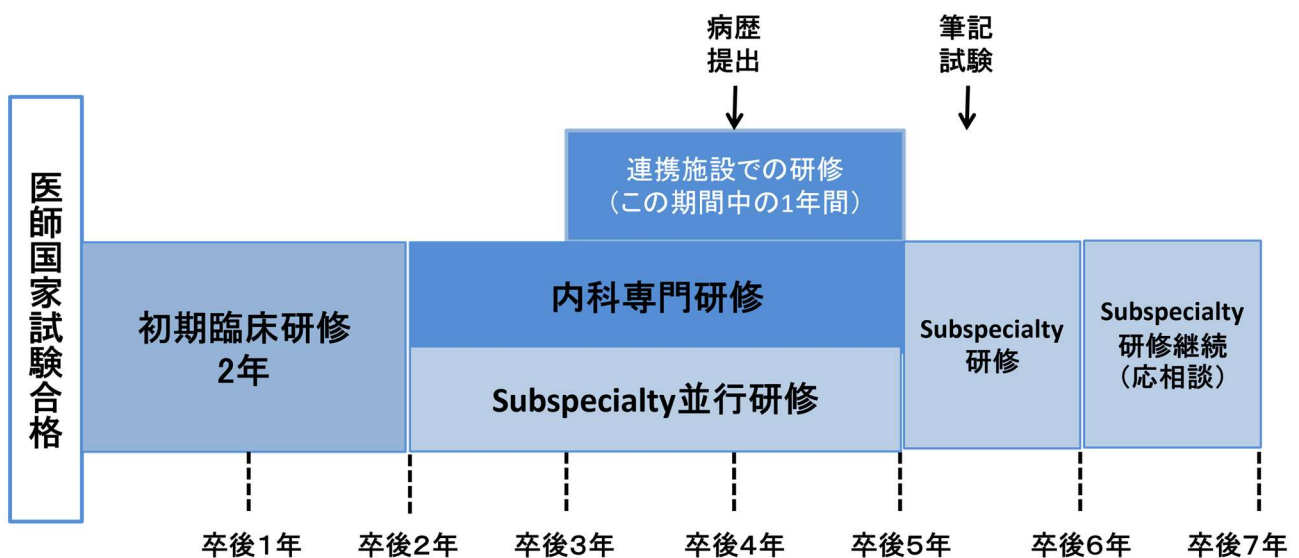 病歴
提出
筆記
試験
医師国家試験合格
連携施設での研修
（この期間中の1年間）
初期臨床研修
2年
内科専門研修
Subspecialty並行研修
Subspecialty
研修
Subspecialty
研修継続
（応相談）
卒後1年
卒後2年
卒後3年
卒後4年
卒後5年
卒後6年
卒後7年